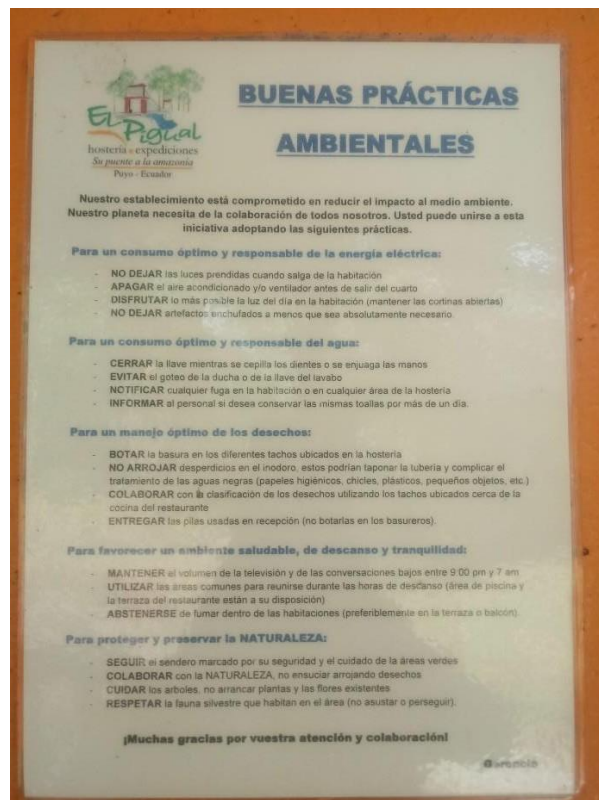 BUENAS PRÁCTICAS
AMBIENTALES
EL Pigual
hostería - expediciones
Su puente a la amazonía
Puyo - Ecuador
Nuestro establecimiento está comprometido en reducir el impacto al medio ambiente.
Nuestro planeta necesita de la colaboración de todos nosotros. Usted puede unirse a esta
iniciativa adoptando las siguientes prácticas.
Para un consumo óptimo y responsable de la energía eléctrica:
- NO DEJAR las luces prendidas cuando salga de la habitación
- APAGAR el aire acondicionado y/o ventilador antes de salir del cuarto
- DISFRUTAR lo más posible la luz del día en la habitación (mantener las cortinas abiertas)
- NO DEJAR artefactos enchufados a menos que sea absolutamente necesario.
Para un consumo óptimo y responsable del agua:
- CERRAR la llave mientras se cepilla los dientes o se enjuaga las manos
- EVITAR el goteo de la ducha o de la llave del lavabo
- NOTIFICAR cualquier fuga en la habitación o en cualquier área de la hostería
- INFORMAR al personal si desea conservar las mismas toallas por más de un día.
Para un manejo óptimo de los desechos:
- BOTAR la basura en los diferentes tachos ubicados en la hostería
- NO ARROJAR desperdicios en el inodoro, estos podrían taponar la tubería y complicar el
tratamiento de las aguas negras (papeles higiénicos, chicles, plásticos, pequeños objetos, etc.)
- COLABORAR con la clasificación de los desechos utilizando los tachos ubicados cerca de la
cocina del restaurante
- ENTREGAR las pilas usadas en recepción (no botarlas en los basureros).
Para favorecer un ambiente saludable, de descanso y tranquilidad:
- MANTENER el volumen de la televisión y de las conversaciones bajos entre 9:00 pm y 7 am
- UTILIZAR las áreas comunes para reunirse durante las horas de descanso (área de piscina y
la terraza del restaurante están a su disposición)
- ABSTENERSE de fumar dentro de las habitaciones (preferiblemente en la terraza o balcón).
Para proteger y preservar la NATURALEZA:
- SEGUIR el sendero marcado por su seguridad y el cuidado de la áreas verdes
- COLABORAR con la NATURALEZA, no ensuciar arrojando desechos
- CUIDAR los arboles, no arrancar plantas y las flores existentes
- RESPETAR la fauna silvestre que habitan en el área (no asustar o perseguir).
¡Muchas gracias por vuestra atención y colaboración!
Gerencia